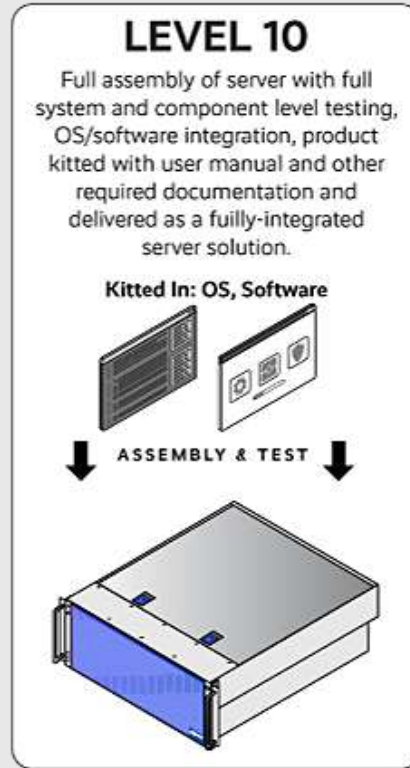 LEVEL 10
Full assembly of server with full
system and component level testing,
OS/software integration, product
kitted with user manual and other
required documentation and
delivered as a fuilly-integrated
server solution.
Kitted In: OS, Software
ASSEMBLY & TEST